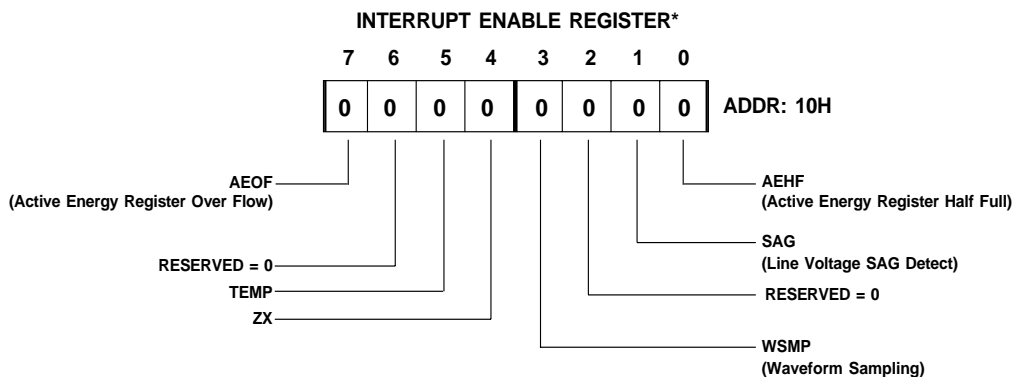 INTERRUPT ENABLE REGISTER*
7 6 5 4 3 2 1 0
0 0 0 0 0 0 0 0 ADDR: 10H
AEOF
(Active Energy Register Over Flow)
RESERVED = 0
TEMP
ZX
AEHF
(Active Energy Register Half Full)
SAG
(Line Voltage SAG Detect)
RESERVED = 0
WSMP
(Waveform Sampling)